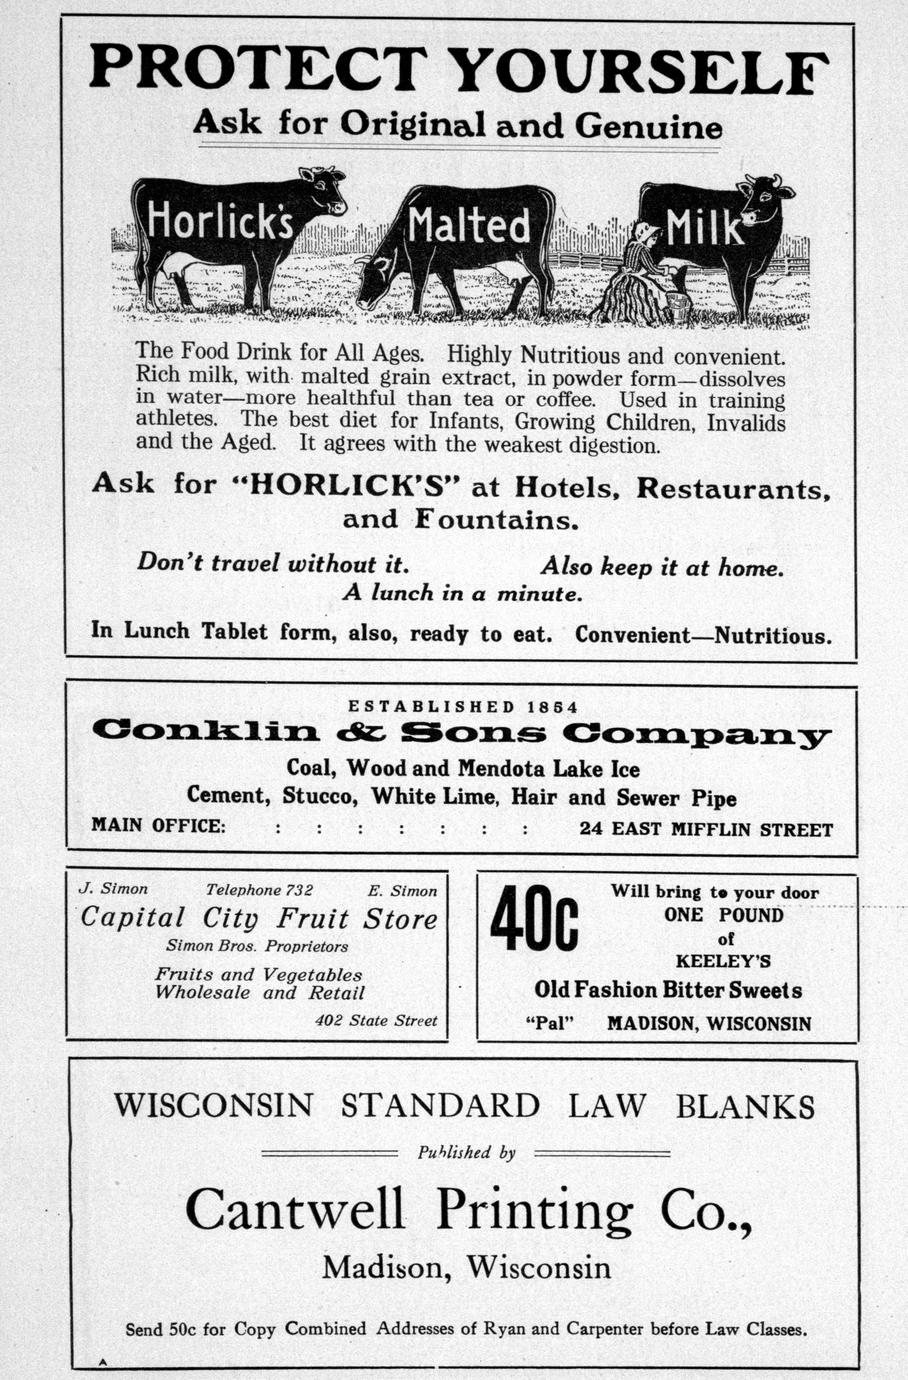 PROTECT YOURSELF
Ask for Original and Genuine
Horlick's Malted Milk
The Food Drink for All Ages. Highly Nutritious and convenient.
Rich milk, with malted grain extract, in powder form—dissolves
in water—more healthful than tea or coffee. Used in training
athletes. The best diet for Infants, Growing Children, Invalids
and the Aged. It agrees with the weakest digestion.
Ask for "HORLICK'S" at Hotels, Restaurants,
and Fountains.
Don't travel without it. Also keep it at home.
A lunch in a minute.
In Lunch Tablet form, also, ready to eat. Convenient—Nutritious.
ESTABLISHED 1854
Conklin & Sons Company
Coal, Wood and Mendota Lake Ice
Cement, Stucco, White Lime, Hair and Sewer Pipe
MAIN OFFICE: : : : : : : : 24 EAST MIFFLIN STREET
J. Simon Telephone 732 E. Simon
Capital City Fruit Store
Simon Bros. Proprietors
Fruits and Vegetables
Wholesale and Retail
402 State Street
40c
Will bring to your door
ONE POUND
of
KEELEY'S
Old Fashion Bitter Sweets
"Pal" MADISON, WISCONSIN
WISCONSIN STANDARD LAW BLANKS
Published by
Cantwell Printing Co.,
Madison, Wisconsin
Send 50c for Copy Combined Addresses of Ryan and Carpenter before Law Classes.
A